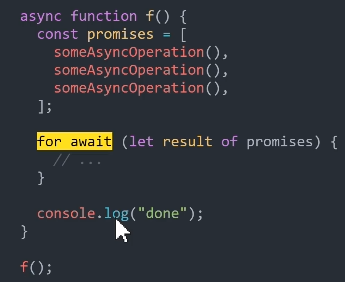 async function f() {
  const promises = [
    someAsyncOperation(),
    someAsyncOperation(),
    someAsyncOperation(),
  ];
  for await (let result of promises) {
    // ...
  }
  console.log("done");
}
f();